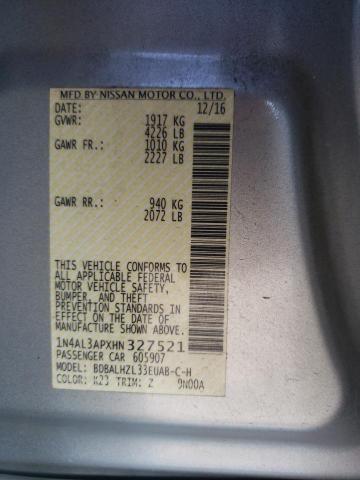 MFD BY NISSAN MOTOR CO., LTD.
DATE: 12/16
GVWR: 1917 KG
4226 LB
GAWR FR.: 1010 KG
2227 LB
GAWR RR.: 940 KG
2072 LB
THIS VEHICLE CONFORMS TO
ALL APPLICABLE FEDERAL
MOTOR VEHICLE SAFETY,
BUMPER, AND THEFT
PREVENTION STANDARDS IN
EFFECT ON THE DATE OF
MANUFACTURE SHOWN ABOVE.
1N4AL3APXHN 327521
PASSENGER CAR 605907
MODEL: BDBALHZL33EUAB-C-H
COLOR: K23 TRIM: Z 9N00A